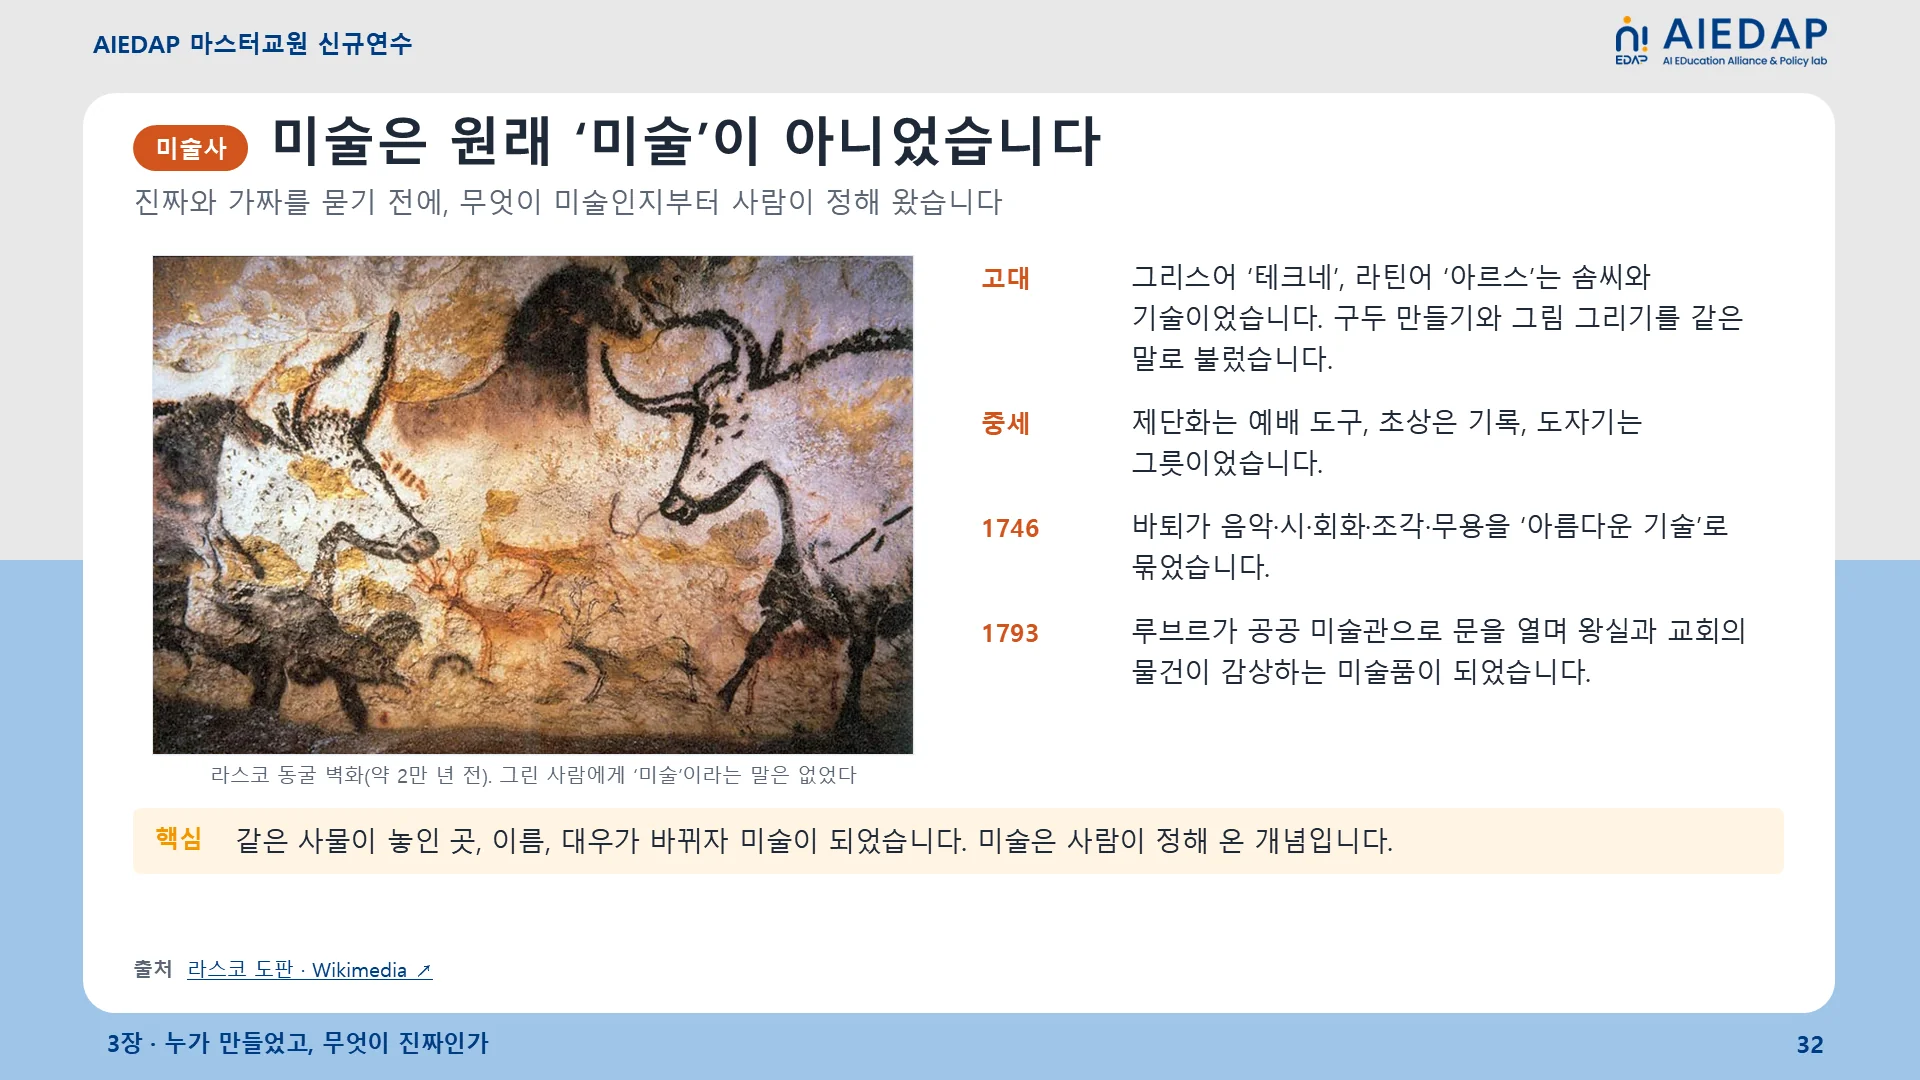 AIEDAP 마스터교원 신규연수
AIEDAP
EDAP
AI EDucation Alliance & Policy lab
미술사
미술은 원래 ‘미술’이 아니었습니다
진짜와 가짜를 묻기 전에, 무엇이 미술인지부터 사람이 정해 왔습니다
고대
그리스어 ‘테크네’, 라틴어 ‘아르스’는 솜씨와
기술이었습니다. 구두 만들기와 그림 그리기를 같은
말로 불렀습니다.
중세
제단화는 예배 도구, 초상은 기록, 도자기는
그릇이었습니다.
1746
바퇴가 음악·시·회화·조각·무용을 ‘아름다운 기술’로
묶었습니다.
1793
루브르가 공공 미술관으로 문을 열며 왕실과 교회의
물건이 감상하는 미술품이 되었습니다.
라스코 동굴 벽화(약 2만 년 전). 그린 사람에게 ‘미술’이라는 말은 없었다
핵심
같은 사물이 놓인 곳, 이름, 대우가 바뀌자 미술이 되었습니다. 미술은 사람이 정해 온 개념입니다.
출처 라스코 도판 · Wikimedia ↗
3장 · 누가 만들었고, 무엇이 진짜인가
32